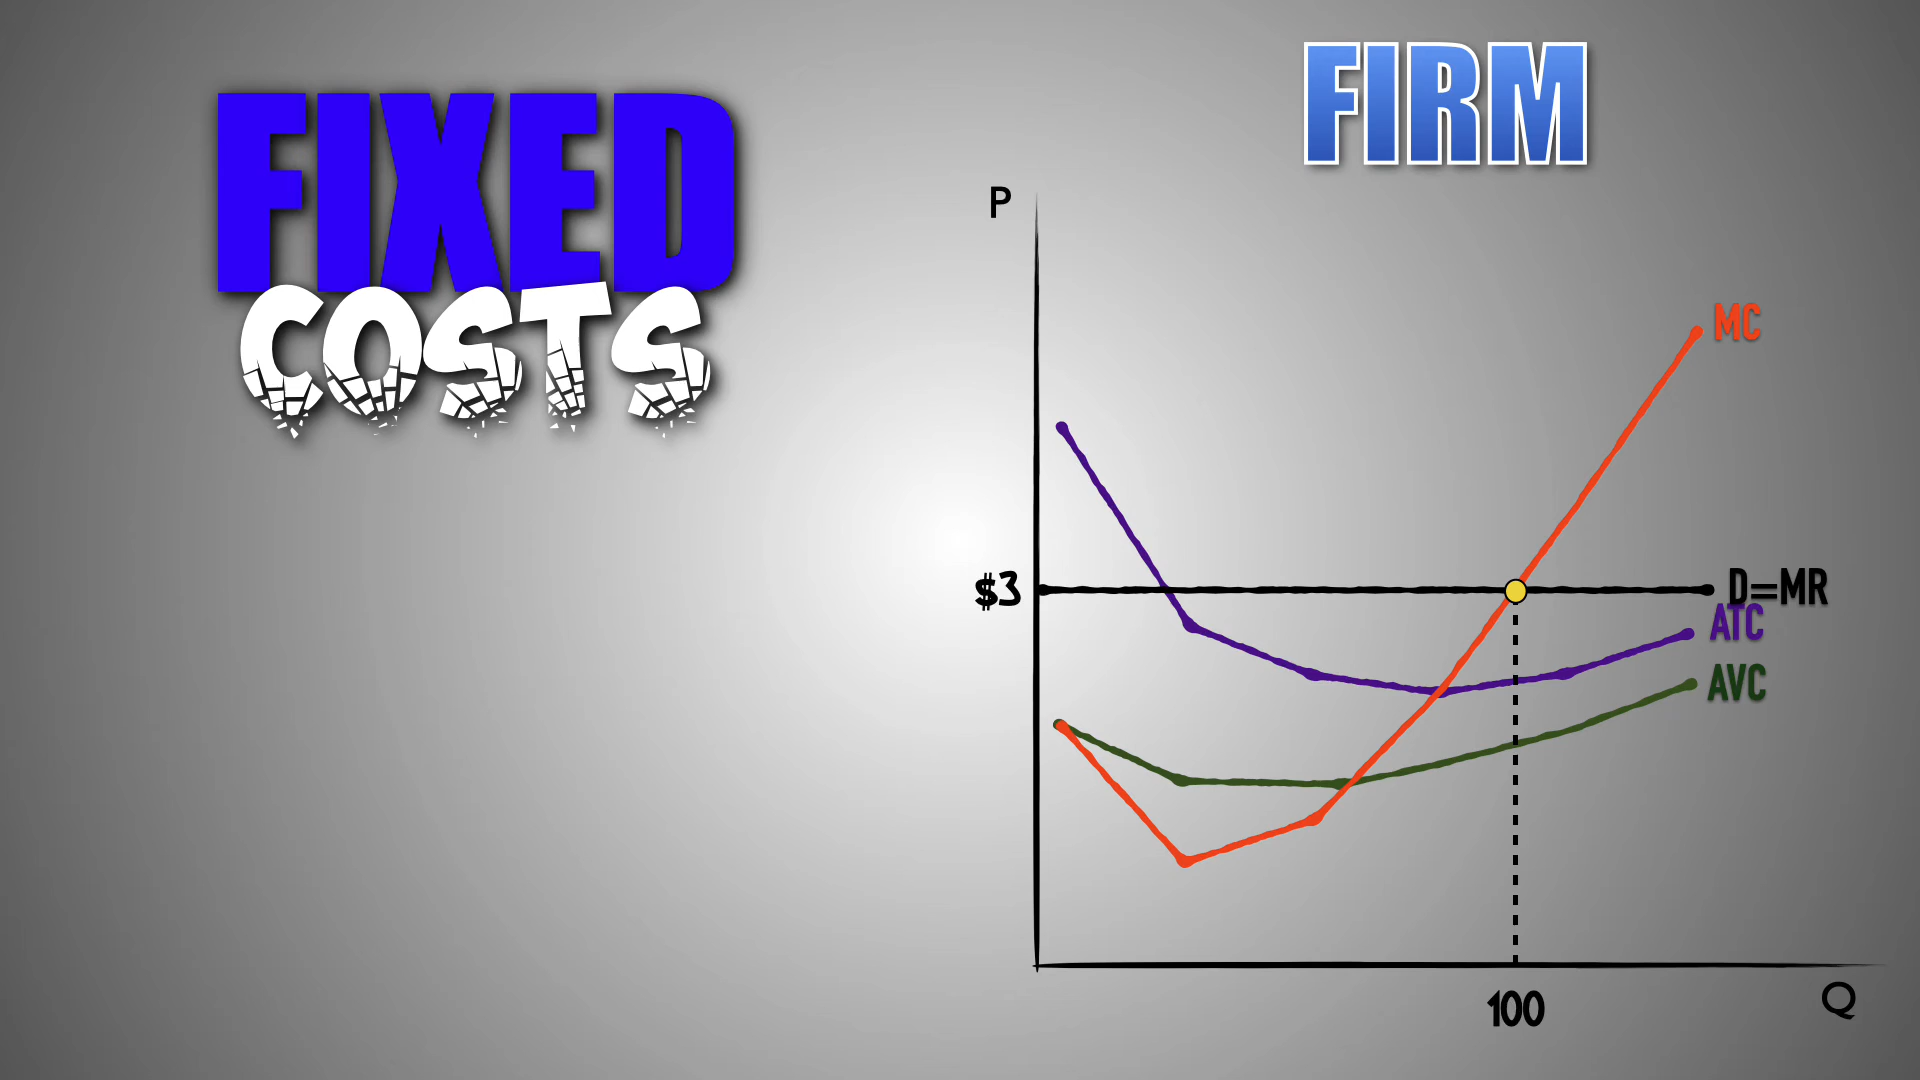 FIXED
COSTS
FIRM
P
MC
$3
D=MR
ATC
AVC
100
Q